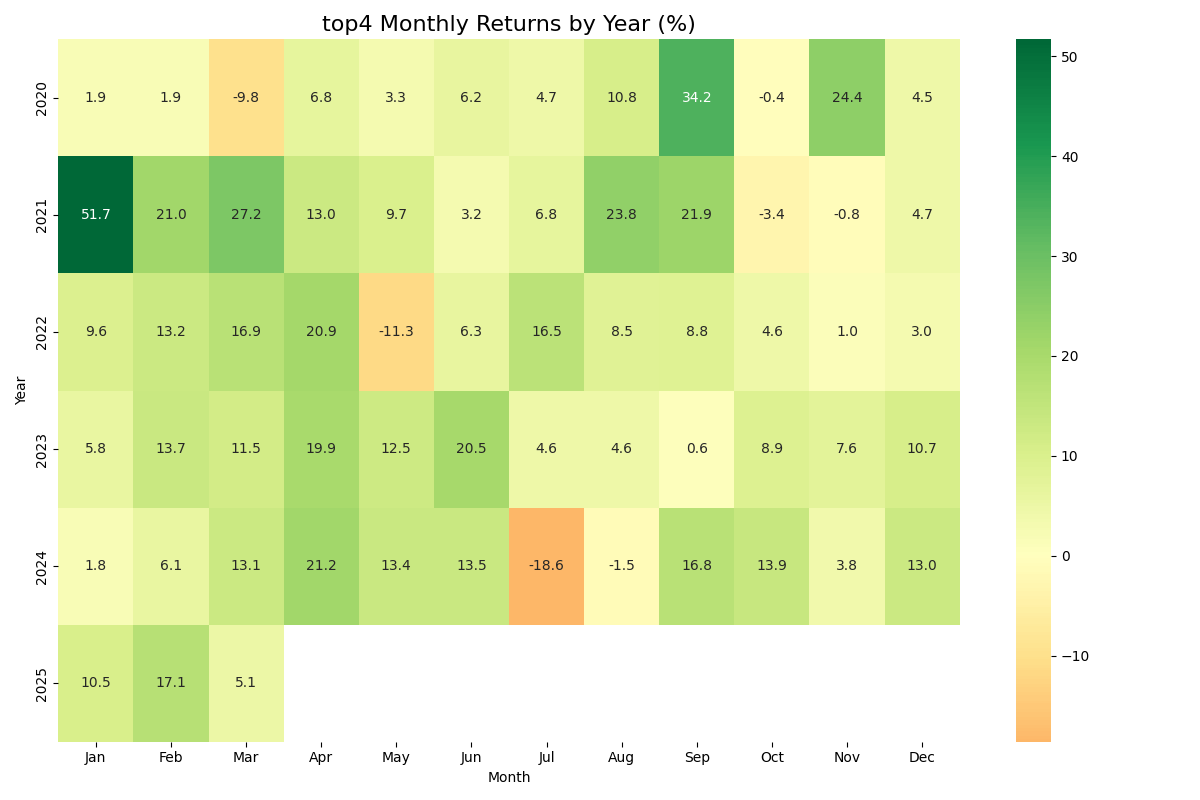 top4 Monthly Returns by Year (%)
2020 1.9 1.9 -9.8 6.8 3.3 6.2 4.7 10.8 34.2 -0.4 24.4 4.5
2021 51.7 21.0 27.2 13.0 9.7 3.2 6.8 23.8 21.9 -3.4 -0.8 4.7
2022 9.6 13.2 16.9 20.9 -11.3 6.3 16.5 8.5 8.8 4.6 1.0 3.0
Year
2023 5.8 13.7 11.5 19.9 12.5 20.5 4.6 4.6 0.6 8.9 7.6 10.7
2024 1.8 6.1 13.1 21.2 13.4 13.5 -18.6 -1.5 16.8 13.9 3.8 13.0
2025 10.5 17.1 5.1
Jan Feb Mar Apr May Jun Jul Aug Sep Oct Nov Dec
Month
50
40
30
20
10
0
−10